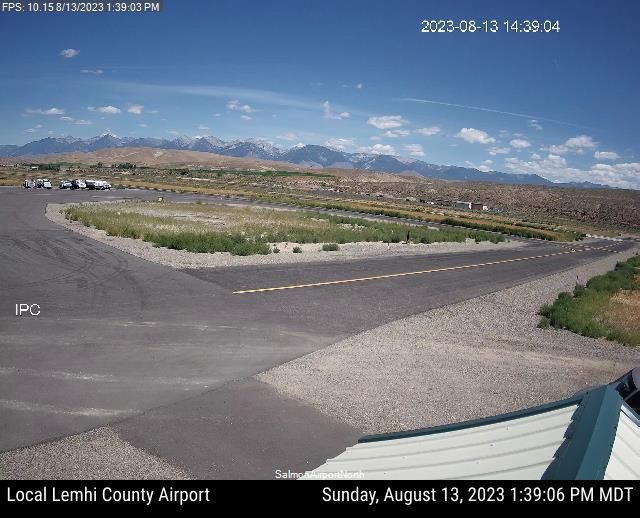 FPS: 10.15 8/13/2023 1:39:03 PM
2023-08-13 14:39:04
IPC
SalmonAirportNorth
Local Lemhi County Airport Sunday, August 13, 2023 1:39:06 PM MDT